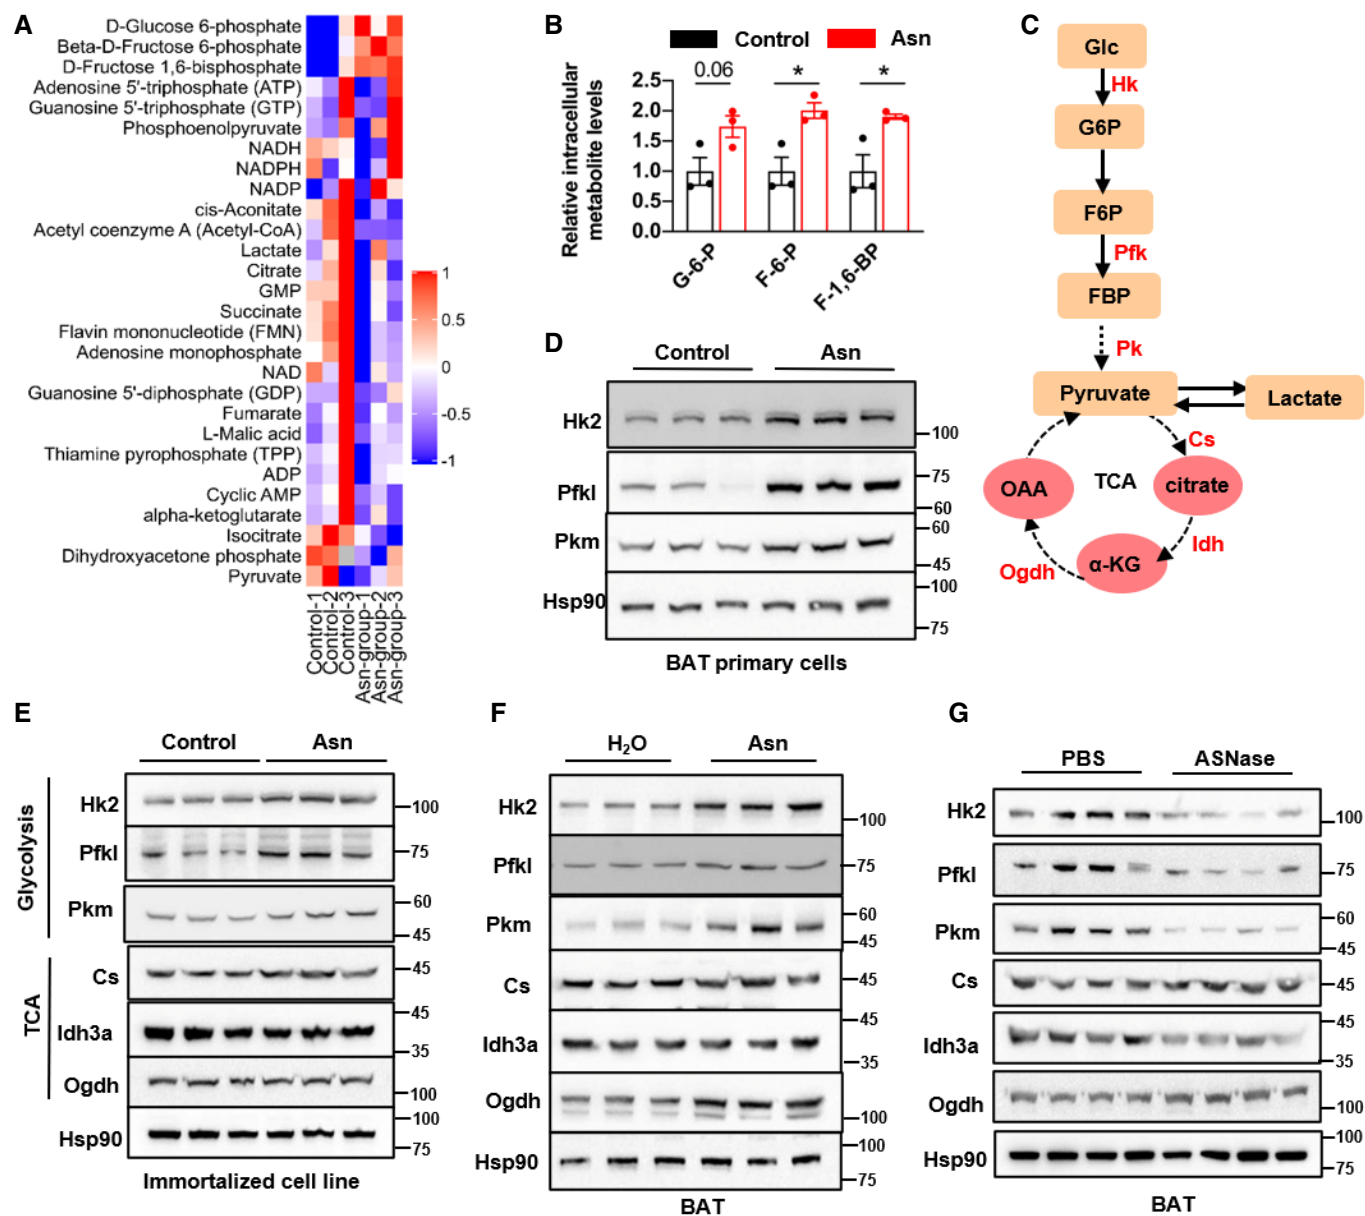 A
D-Glucose 6-phosphate
Beta-D-Fructose 6-phosphate
D-Fructose 1,6-bisphosphate
Adenosine 5'-triphosphate (ATP)
Guanosine 5'-triphosphate (GTP)
Phosphoenolpyruvate
NADH
NADPH
NADP
cis-Aconitate
Acetyl coenzyme A (Acetyl-CoA)
Lactate
Citrate
GMP
Succinate
Flavin mononucleotide (FMN)
Adenosine monophosphate
NAD
Guanosine 5'-diphosphate (GDP)
Fumarate
L-Malic acid
Thiamine pyrophosphate (TPP)
ADP
Cyclic AMP
alpha-ketoglutarate
Isocitrate
Dihydroxyacetone phosphate
Pyruvate
Control-1
Control-2
Control-3
Asn-group-1
Asn-group-2
Asn-group-3
1
0.5
0
-0.5
-1
B
Control Asn
Relative intracellular
metabolite levels
2.5
2.0
1.5
1.0
0.5
0.0
0.06 * *
G-6-P
F-6-P
F-1,6-BP
C
Glc
Hk
G6P
F6P
Pfk
FBP
Pk
Pyruvate
Lactate
Cs
OAA
TCA
citrate
Idh
Ogdh
α-KG
D
Control Asn
Hk2
100
Pfkl
75
60
Pkm
60
45
Hsp90
100
75
BAT primary cells
E
Control Asn
Glycolysis
Hk2
100
Pfkl
75
Pkm
60
45
TCA
Cs
45
Idh3a
45
35
Ogdh
100
Hsp90
100
75
Immortalized cell line
F
H₂O Asn
Hk2
100
Pfkl
75
Pkm
60
45
Cs
45
Idh3a
45
35
Ogdh
100
Hsp90
100
75
BAT
G
PBS ASNase
Hk2
100
Pfkl
75
Pkm
60
45
Cs
45
Idh3a
45
35
Ogdh
100
Hsp90
100
75
BAT